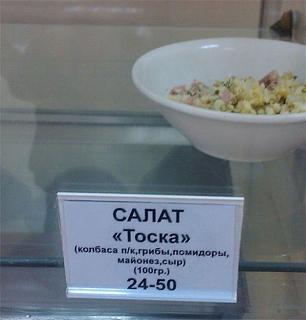 САЛАТ
«Тоска»
(колбаса п/к,грибы,помидоры,
майонез,сыр)
(100гр.)
24-50